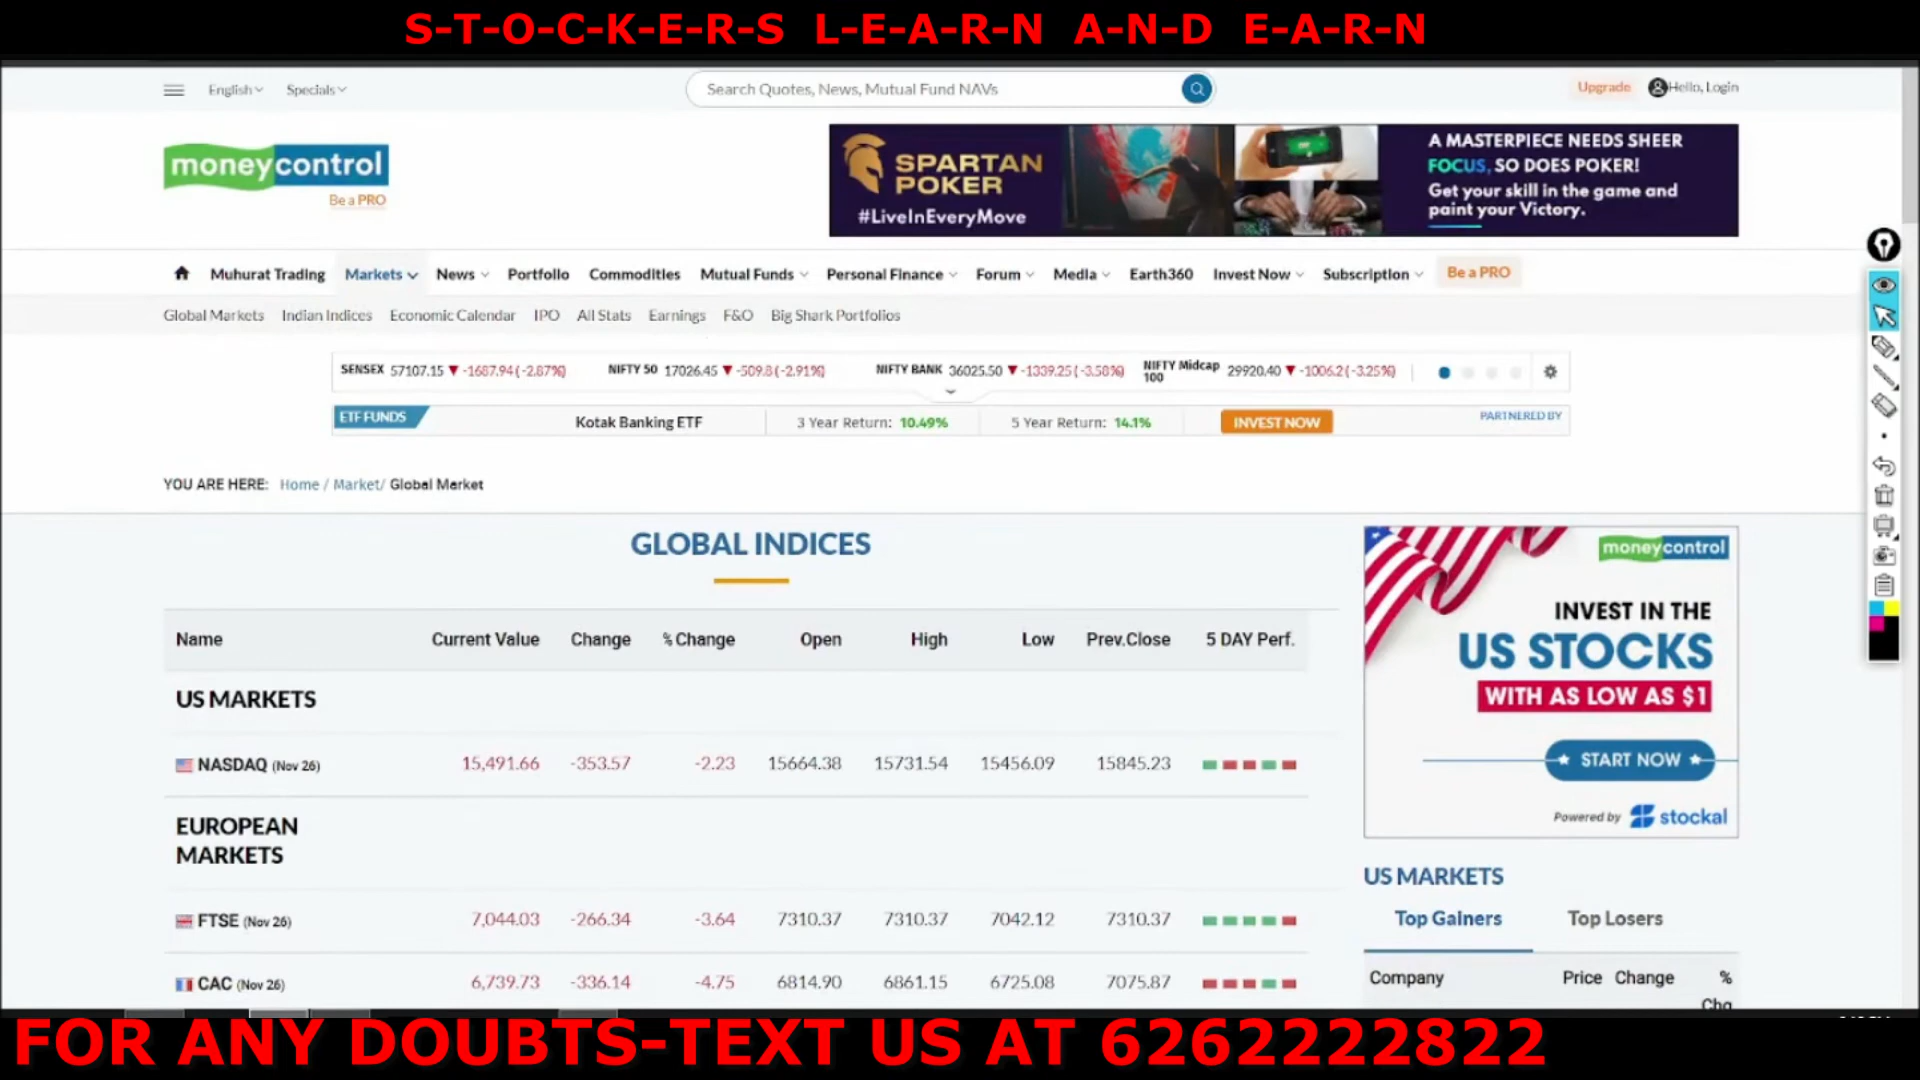 S-T-O-C-K-E-R-S L-E-A-R-N A-N-D E-A-R-N
English Specials Search Quotes, News, Mutual Fund NAVs Upgrade Hello, Login
moneycontrol
Be a PRO
SPARTAN
POKER
#LiveInEveryMove
A MASTERPIECE NEEDS SHEER
FOCUS, SO DOES POKER!
Get your skill in the game and
paint your Victory.
Muhurat Trading Markets News Portfolio Commodities Mutual Funds Personal Finance Forum Media Earth360 Invest Now Subscription Be a PRO
Global Markets Indian Indices Economic Calendar IPO All Stats Earnings F&O Big Shark Portfolios
SENSEX 57107.15 ▼ -1687.94 (-2.87%) NIFTY 50 17026.45 ▼ -509.8 (-2.91%) NIFTY BANK 36025.50 ▼ -1339.25 (-3.58%) NIFTY Midcap 100 29920.40 ▼ -1006.2 (-3.25%)
ETF FUNDS Kotak Banking ETF 3 Year Return: 10.49% 5 Year Return: 14.1% INVEST NOW PARTNERED BY
YOU ARE HERE: Home / Market/ Global Market
GLOBAL INDICES
Name Current Value Change % Change Open High Low Prev.Close 5 DAY Perf.
US MARKETS
NASDAQ (Nov 26) 15,491.66 -353.57 -2.23 15664.38 15731.54 15456.09 15845.23
EUROPEAN
MARKETS
FTSE (Nov 26) 7,044.03 -266.34 -3.64 7310.37 7310.37 7042.12 7310.37
CAC (Nov 26) 6,739.73 -336.14 -4.75 6814.90 6861.15 6725.08 7075.87
moneycontrol
INVEST IN THE
US STOCKS
WITH AS LOW AS $1
START NOW
Powered by stockal
US MARKETS
Top Gainers Top Losers
Company Price Change %
Chg
FOR ANY DOUBTS-TEXT US AT 6262222822